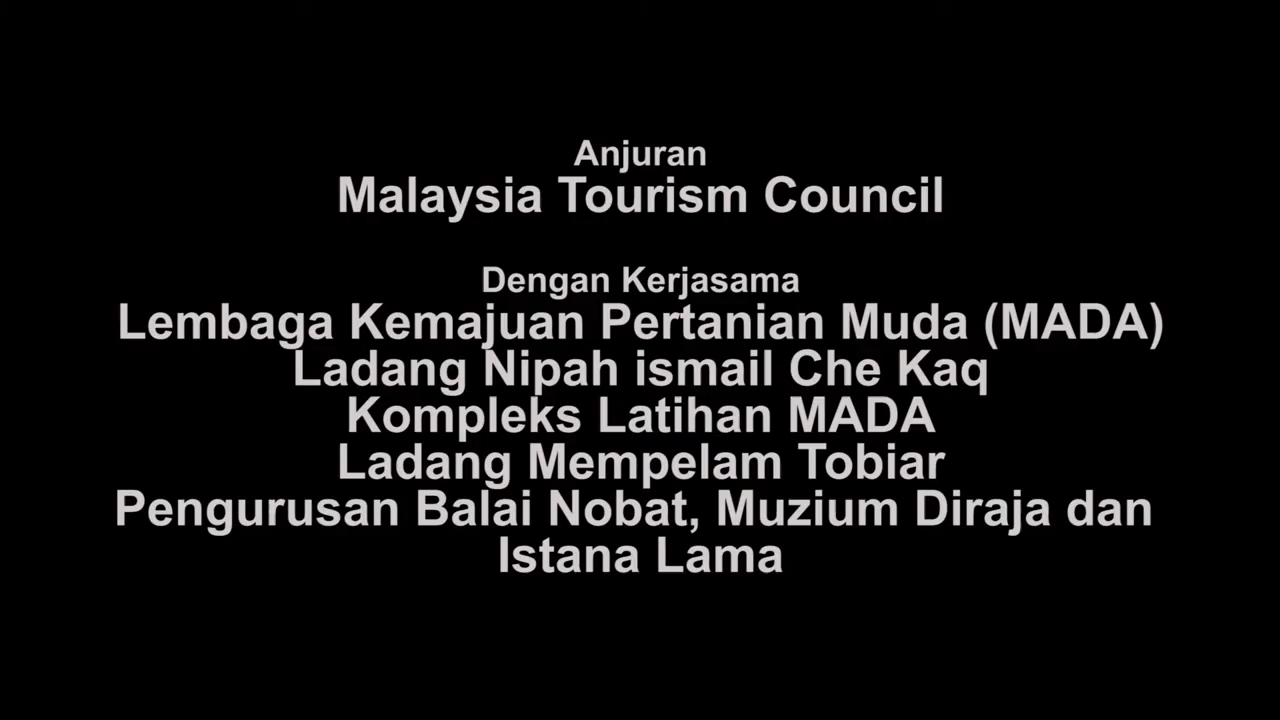 Anjuran
Malaysia Tourism Council
Dengan Kerjasama
Lembaga Kemajuan Pertanian Muda (MADA)
Ladang Nipah ismail Che Kaq
Kompleks Latihan MADA
Ladang Mempelam Tobiar
Pengurusan Balai Nobat, Muzium Diraja dan
Istana Lama